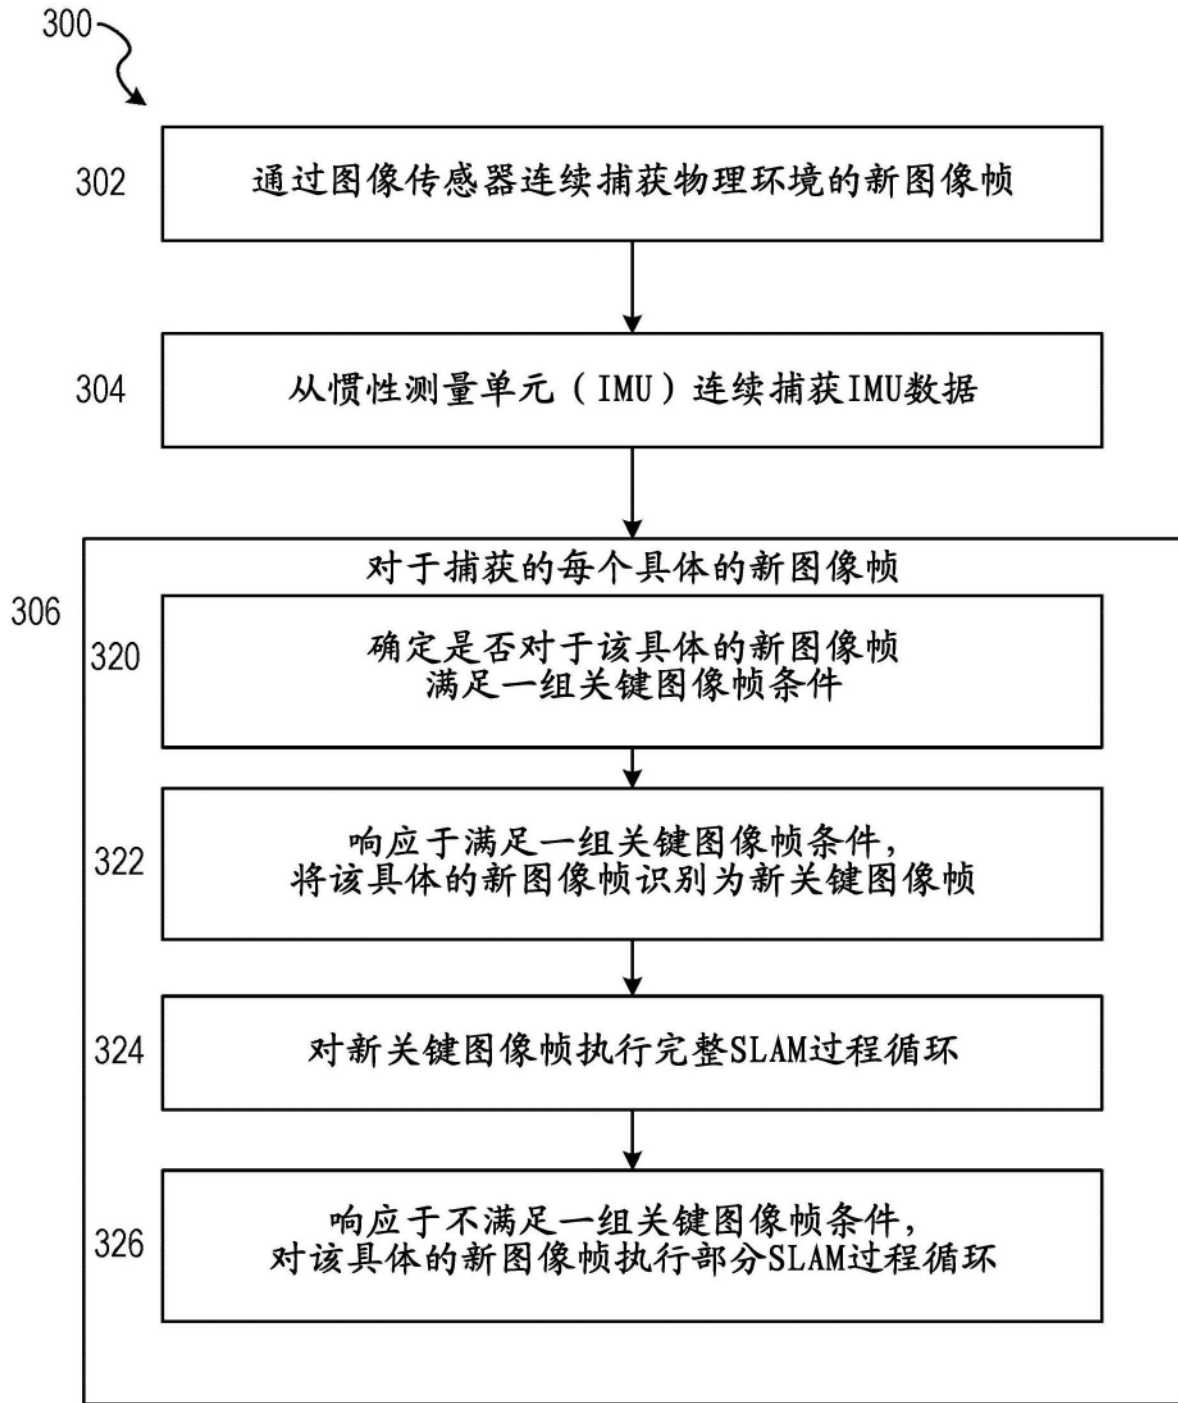 300
302
通过图像传感器连续捕获物理环境的新图像帧
304
从惯性测量单元（IMU）连续捕获IMU数据
306
对于捕获的每个具体的新图像帧
320
确定是否对于该具体的新图像帧
满足一组关键图像帧条件
322
响应于满足一组关键图像帧条件，
将该具体的新图像帧识别为新关键图像帧
324
对新关键图像帧执行完整SLAM过程循环
326
响应于不满足一组关键图像帧条件，
对该具体的新图像帧执行部分SLAM过程循环